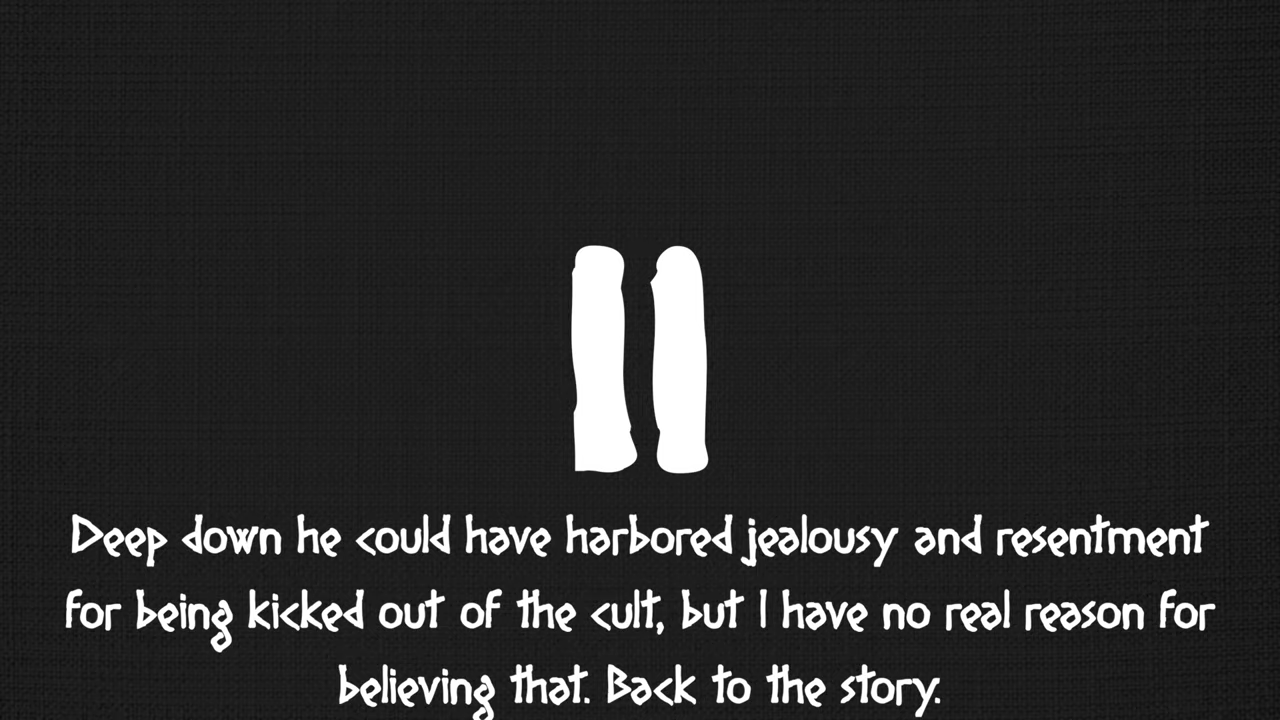 Deep down he could have harbored jealousy and resentment
for being kicked out of the cult, but I have no real reason for
believing that. Back to the story.